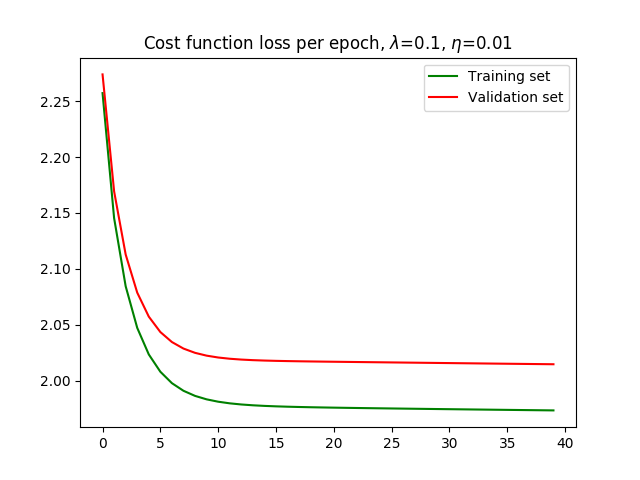 Cost function loss per epoch, λ=0.1, η=0.01
Training set
Validation set
2.25
2.20
2.15
2.10
2.05
2.00
0 5 10 15 20 25 30 35 40